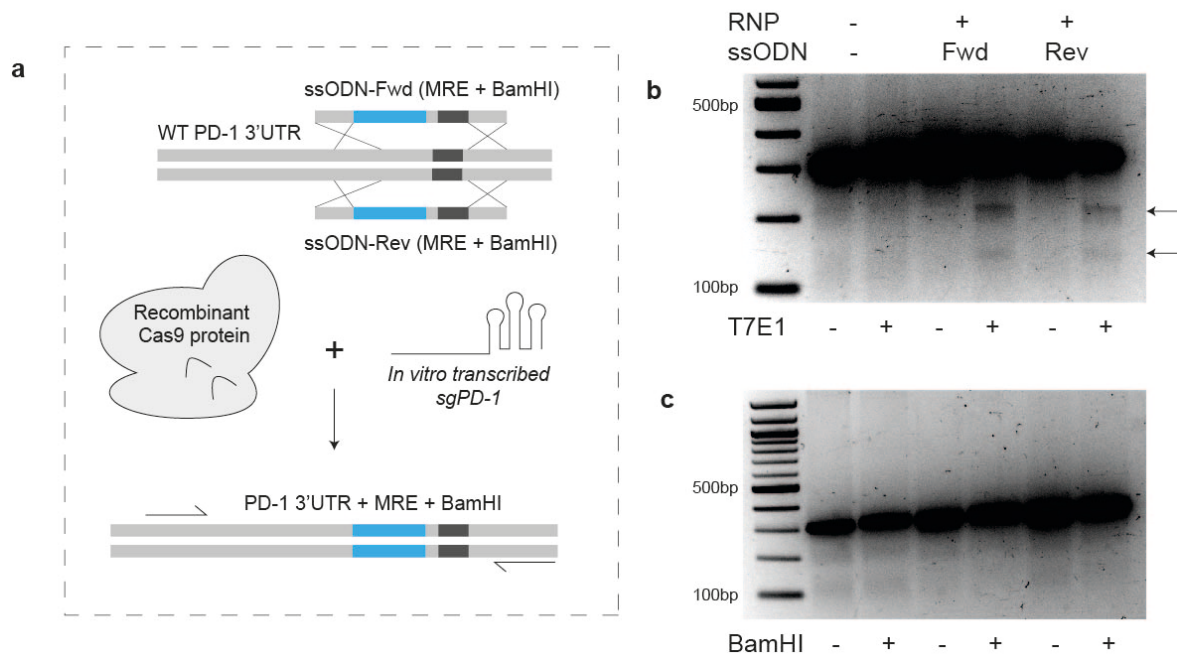 a
ssODN-Fwd (MRE + BamHI)
WT PD-1 3'UTR
ssODN-Rev (MRE + BamHI)
Recombinant
Cas9 protein
+
In vitro transcribed
sgPD-1
PD-1 3'UTR + MRE + BamHI
RNP - + +
ssODN - Fwd Rev
b
500bp
100bp
T7E1 - + - + - +
c
500bp
100bp
BamHI - + - + - +